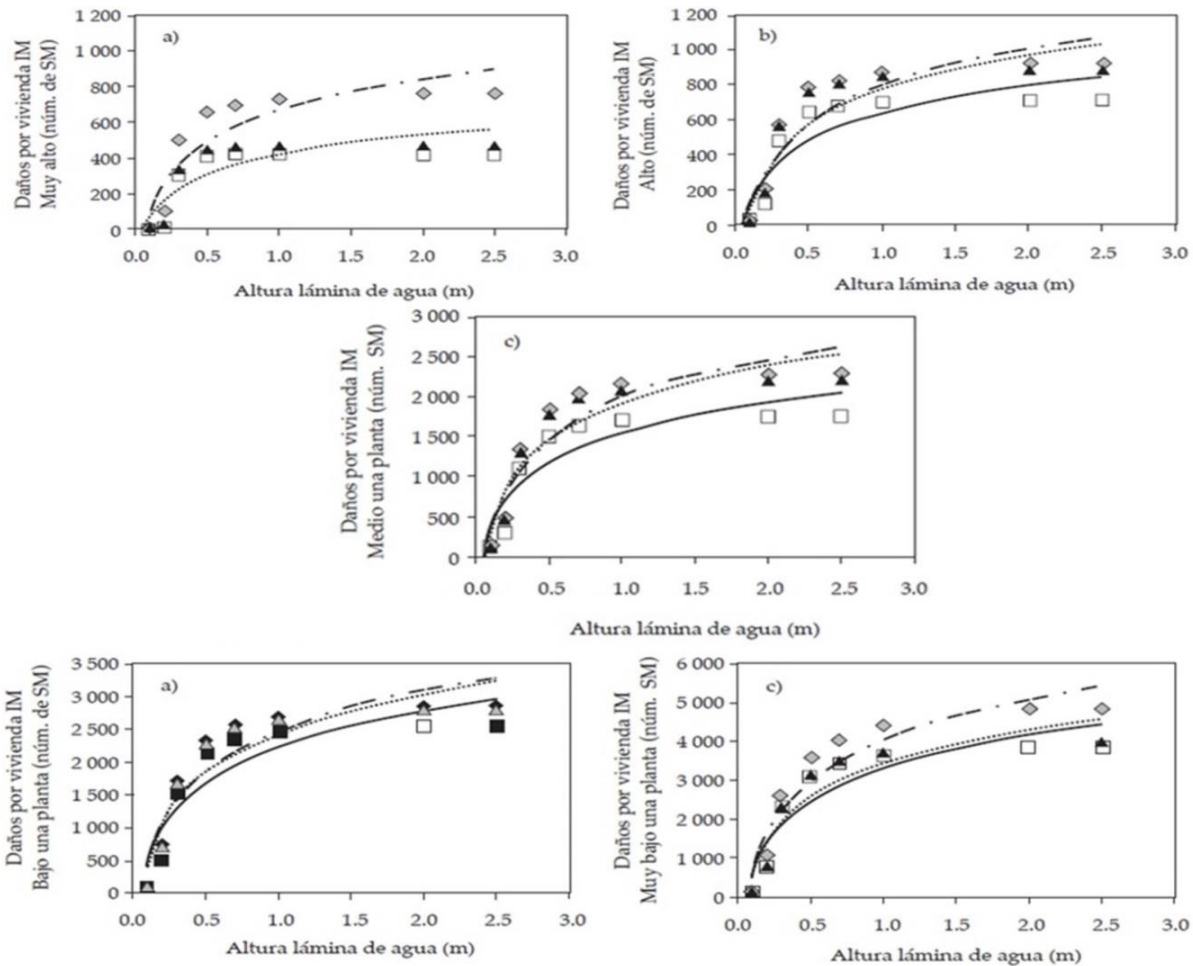 Daños por vivienda IM
Muy alto (núm. de SM)
1 200
1 000
800
600
400
200
0
a)
0.0 0.5 1.0 1.5 2.0 2.5 3.0
Altura lámina de agua (m)
Daños por vivienda IM
Alto (núm. de SM)
1 200
1 000
800
600
400
200
0
b)
0.0 0.5 1.0 1.5 2.0 2.5 3.0
Altura lámina de agua (m)
Daños por vivienda IM
Medio una planta (núm. SM)
3 000
2 500
2 000
1 500
1 000
500
0
c)
0.0 0.5 1.0 1.5 2.0 2.5 3.0
Altura lámina de agua (m)
Daños por vivienda IM
Bajo una planta (núm. de SM)
3 500
3 000
2 500
2 000
1 500
1 000
500
0
a)
0.0 0.5 1.0 1.5 2.0 2.5 3.0
Altura lámina de agua (m)
Daños por vivienda IM
Muy bajo una planta (núm. SM)
6 000
5 000
4 000
3 000
2 000
1 000
0
c)
0.0 0.5 1.0 1.5 2.0 2.5 3.0
Altura lámina de agua (m)